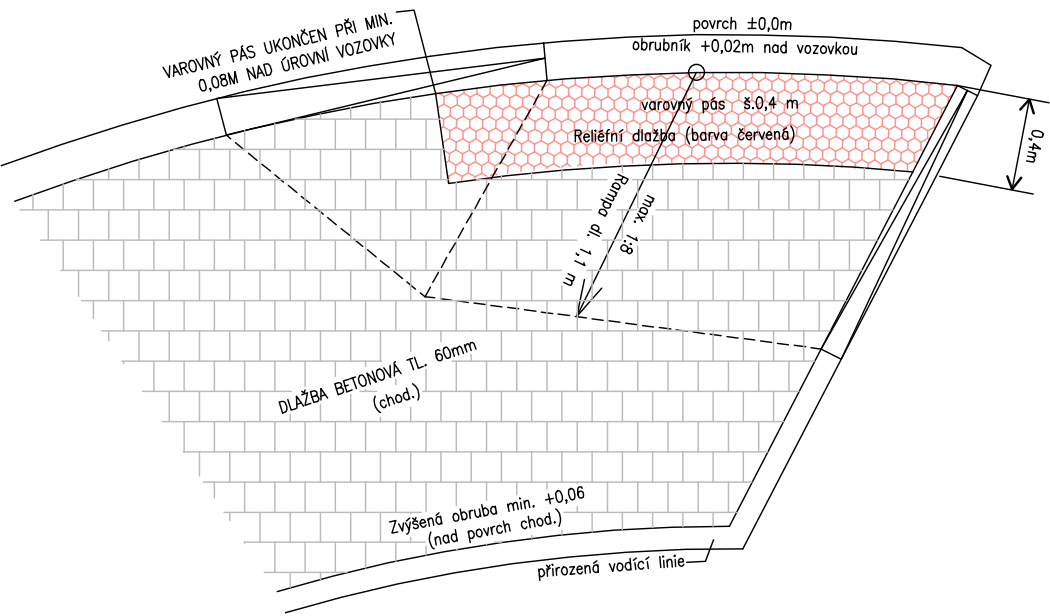 VAROVNÝ PÁS UKONČEN PŘI MIN.
0,08M NAD ÚROVNÍ VOZOVKY
povrch ±0,0m
obrubník +0,02m nad vozovkou
varovný pás š.0,4 m
Reliéfní dlažba (barva červená)
0,4m
max. 1:8
Rampa dl. 1,1 m
DLAŽBA BETONOVÁ TL. 60mm
(chod.)
Zvýšená obruba min. +0,06
(nad povrch chod.)
přirozená vodící linie